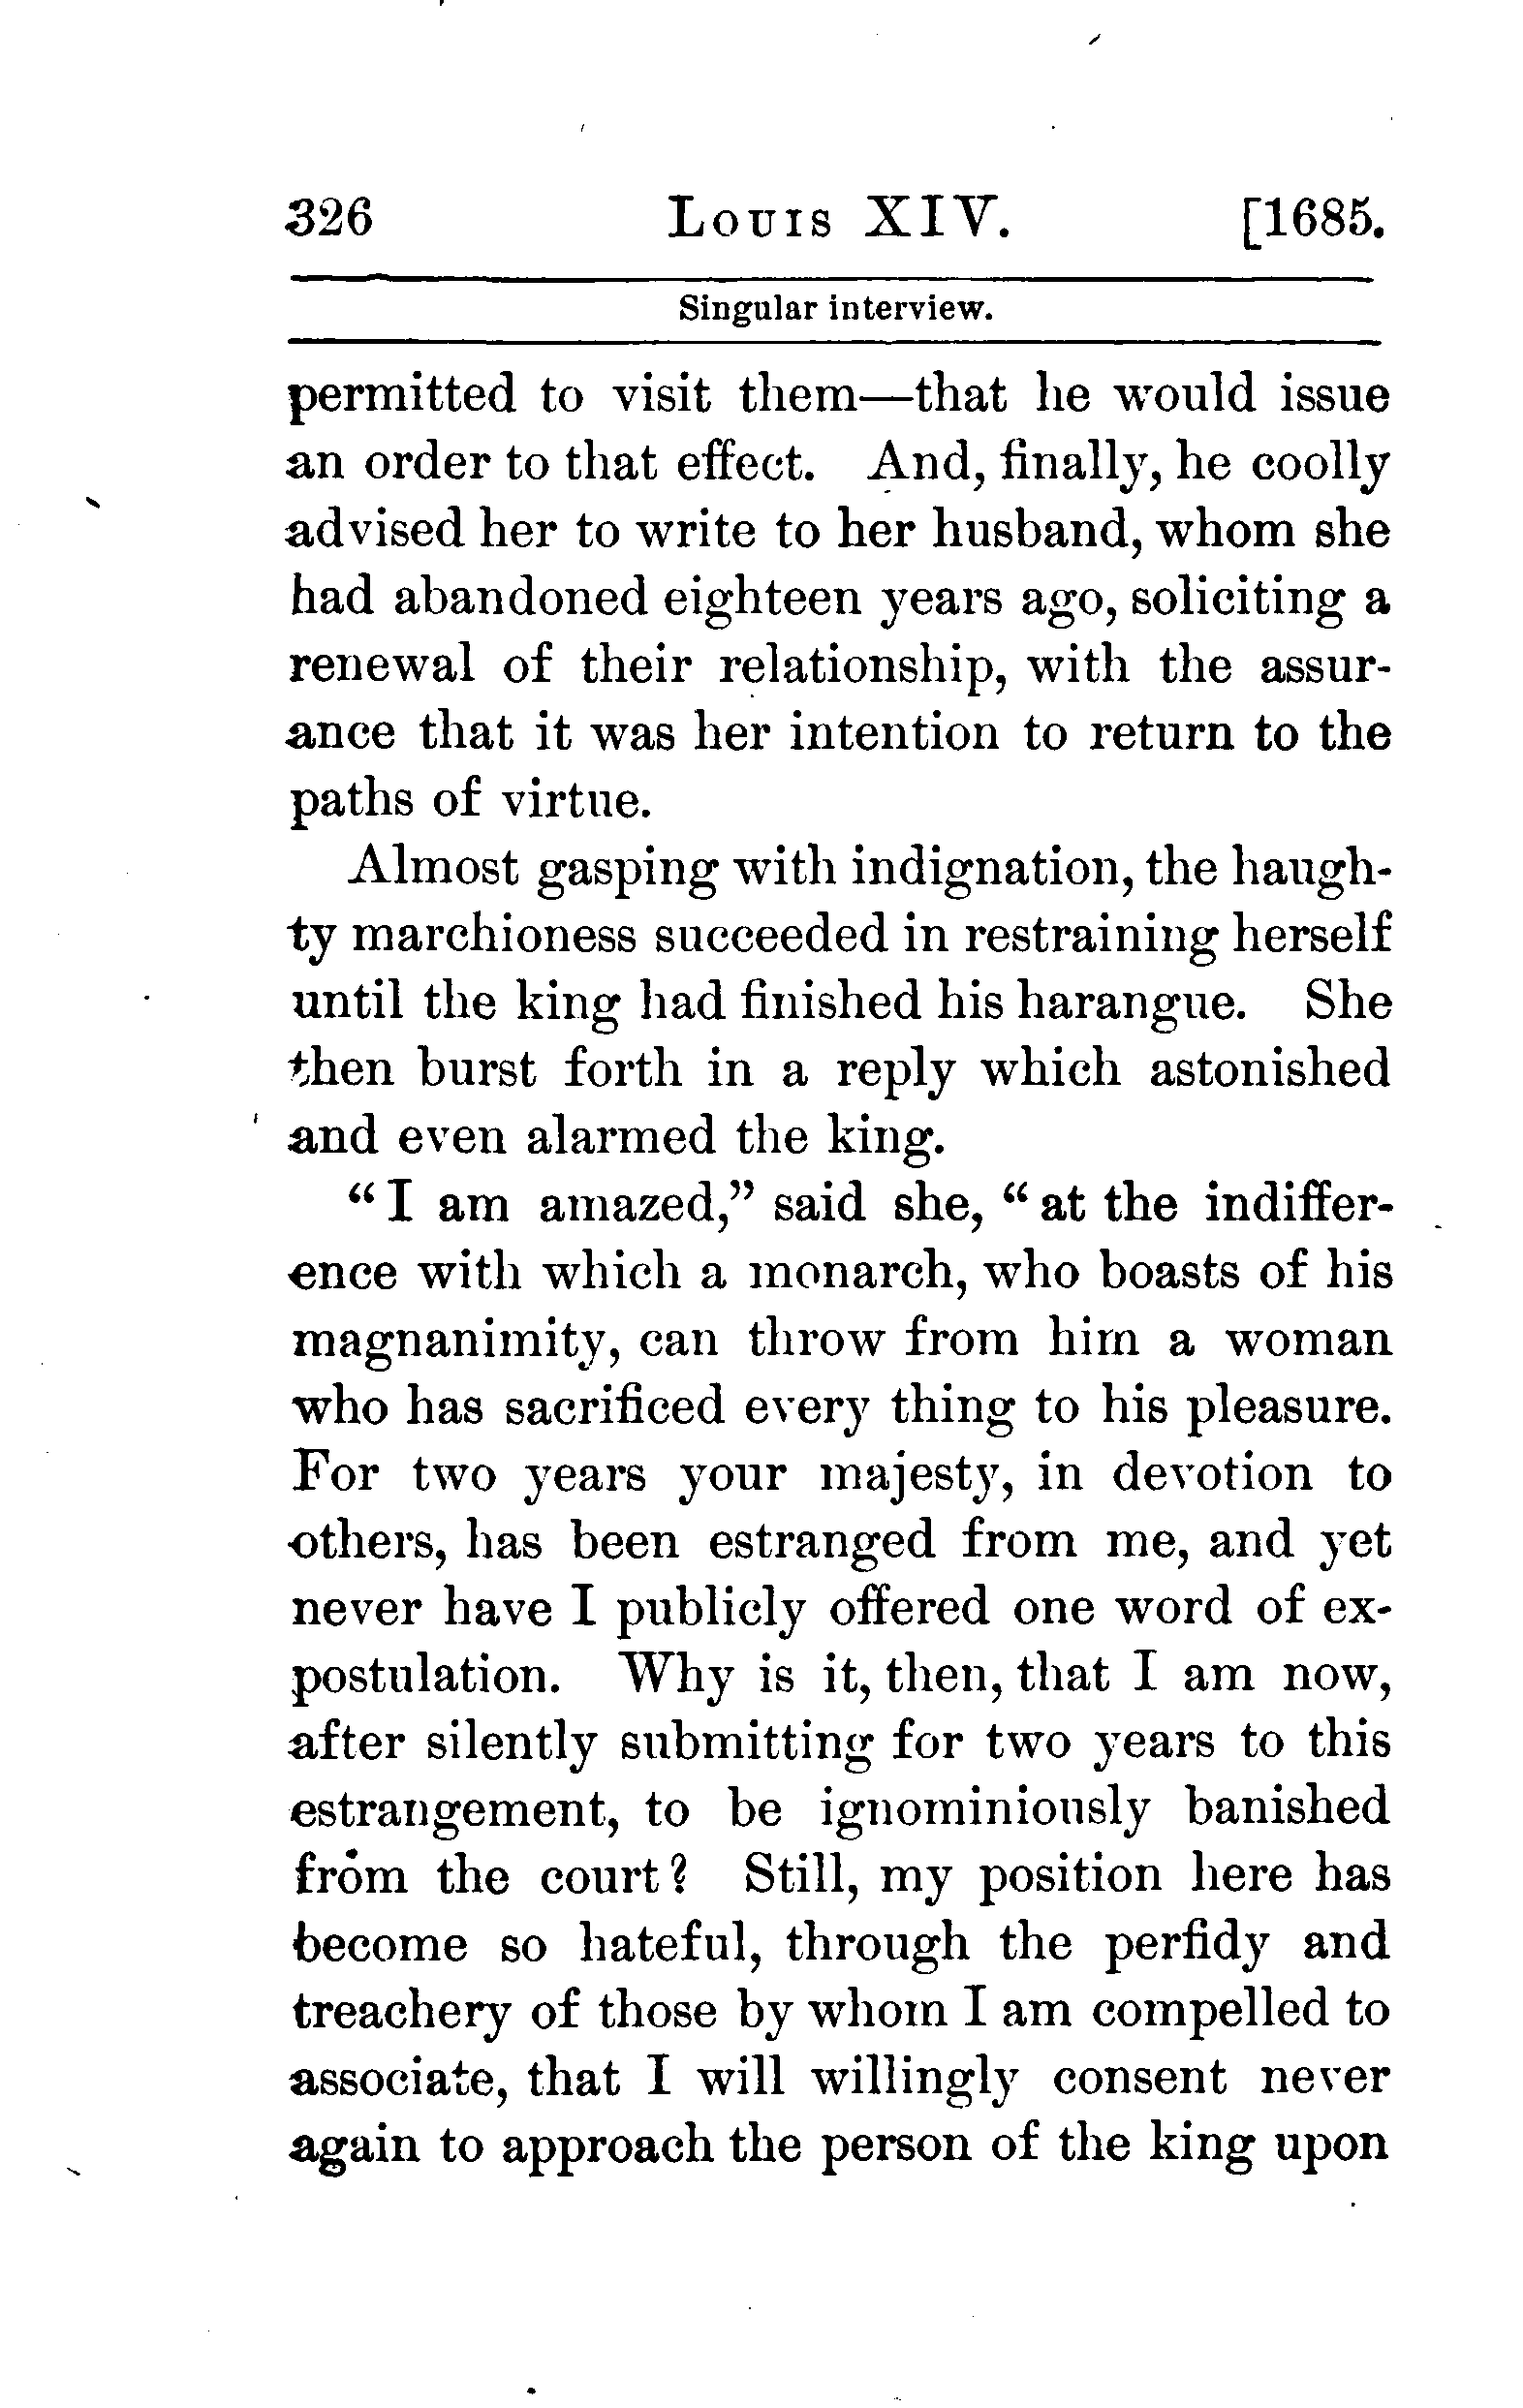 326 Louis XIV. [1685.
Singular interview.
permitted to visit them—that he would issue
an order to that effect. And, finally, he coolly
advised her to write to her husband, whom she
had abandoned eighteen years ago, soliciting a
renewal of their relationship, with the assur-
ance that it was her intention to return to the
paths of virtue.
Almost gasping with indignation, the haugh-
ty marchioness succeeded in restraining herself
until the king had finished his harangue. She
then burst forth in a reply which astonished
and even alarmed the king.
“I am amazed,” said she, “at the indiffer-
ence with which a monarch, who boasts of his
magnanimity, can throw from him a woman
who has sacrificed every thing to his pleasure.
For two years your majesty, in devotion to
others, has been estranged from me, and yet
never have I publicly offered one word of ex-
postulation. Why is it, then, that I am now,
after silently submitting for two years to this
estrangement, to be ignominiously banished
from the court? Still, my position here has
become so hateful, through the perfidy and
treachery of those by whom I am compelled to
associate, that I will willingly consent never
again to approach the person of the king upon